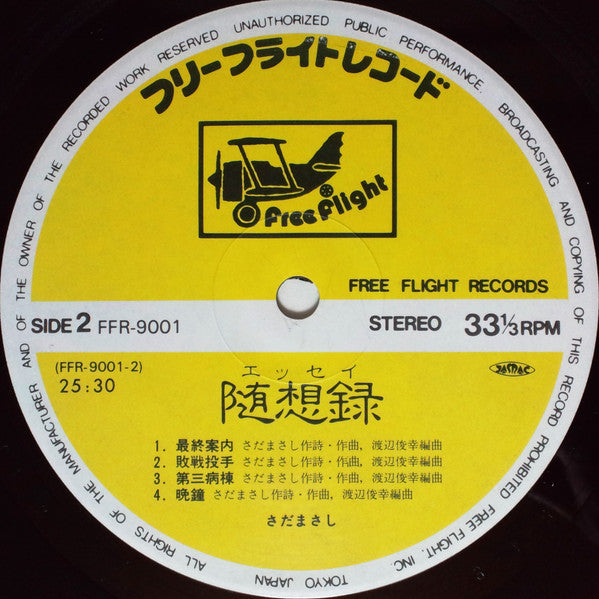 ALL RIGHTS OF THE MANUFACTURER AND OF THE OWNER OF THE RECORDED WORK RESERVED UNAUTHORIZED PUBLIC PERFORMANCE. BROADCASTING AND COPYING OF THIS RECORD PROHIBITED FREE FLIGHT, INC. TOKYO JAPAN
フリーフライトレコード
Free Flight
FREE FLIGHT RECORDS
SIDE 2 FFR-9001 STEREO 33 1/3 RPM
(FFR-9001-2) JASRAC
25:30
エッセイ
随想録
1. 最終案内 さだまさし作詩・作曲, 渡辺俊幸編曲
2. 敗戦投手 さだまさし作詩・作曲, 渡辺俊幸編曲
3. 第三病棟 さだまさし作詩・作曲, 渡辺俊幸編曲
4. 晩鐘 さだまさし作詩・作曲, 渡辺俊幸編曲
さだまさし